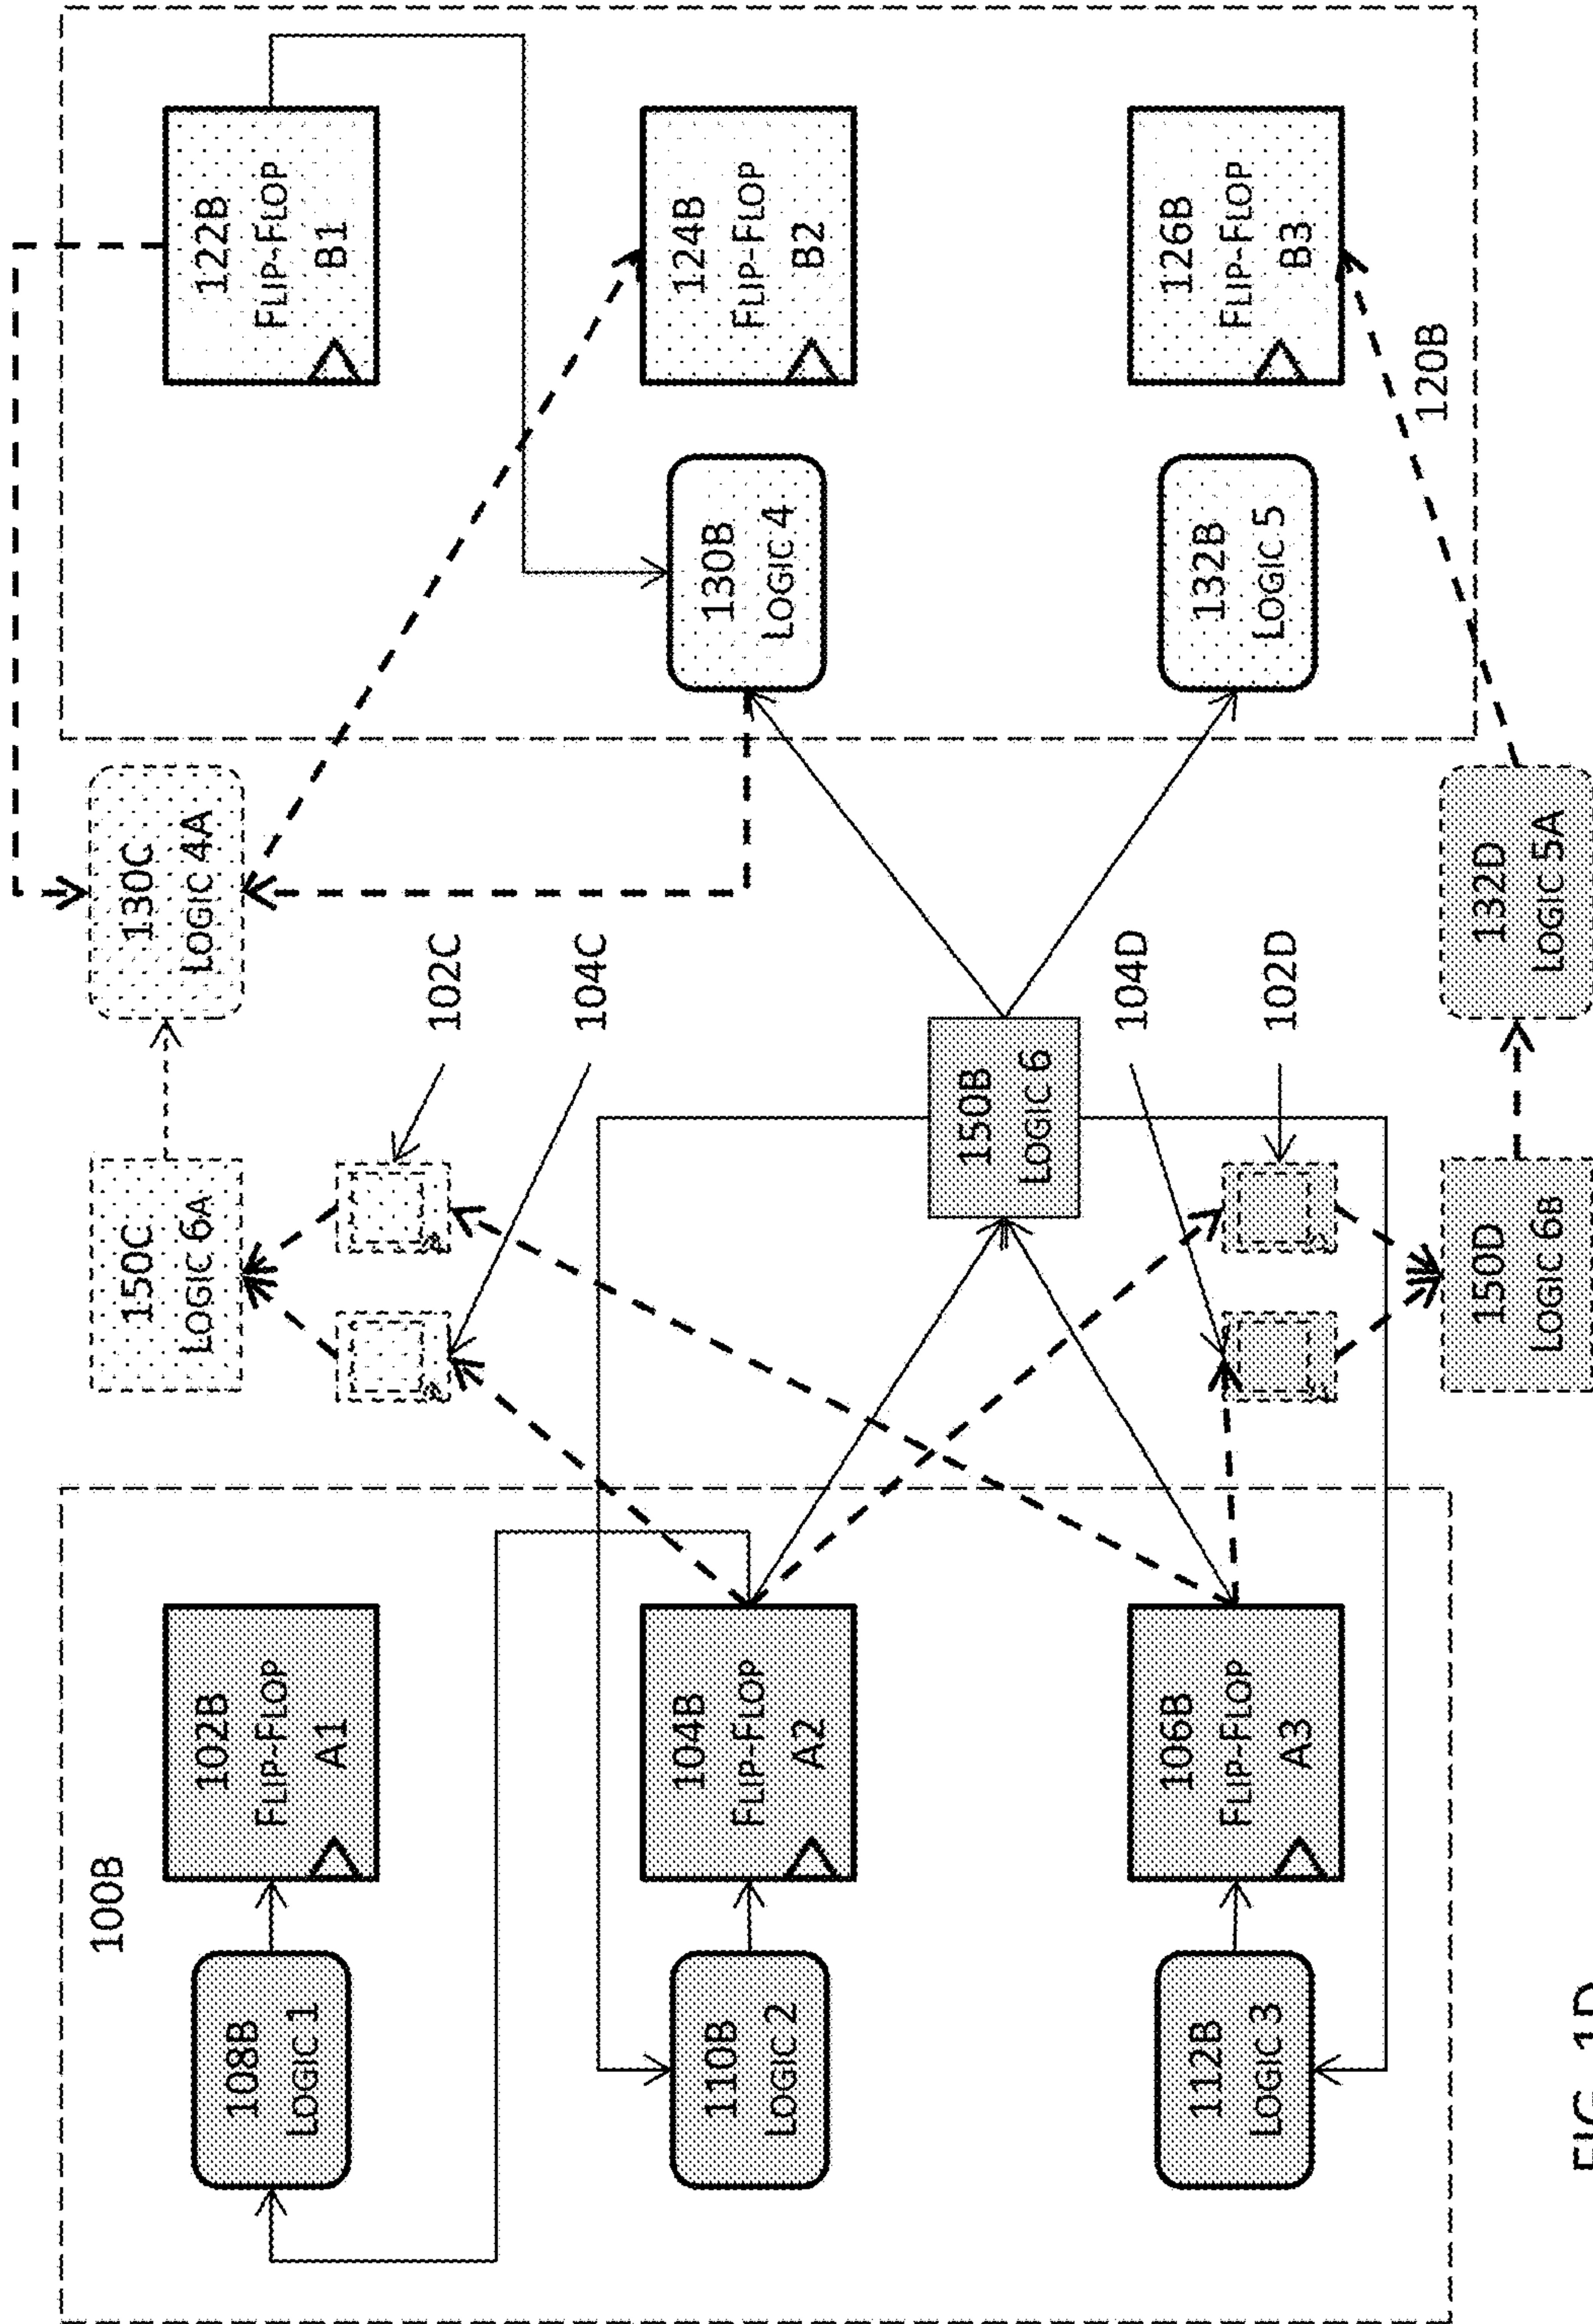 100B
108B
LOGIC 1
102B
FLIP-FLOP
A1
110B
LOGIC 2
104B
FLIP-FLOP
A2
112B
LOGIC 3
106B
FLIP-FLOP
A3
150C
LOGIC 6A
130C
LOGIC 4A
102C
104C
150B
LOGIC 6
104D
102D
150D
LOGIC 6B
132D
LOGIC 5A
122B
FLIP-FLOP
B1
130B
LOGIC 4
124B
FLIP-FLOP
B2
132B
LOGIC 5
126B
FLIP-FLOP
B3
120B
FIG. 1D